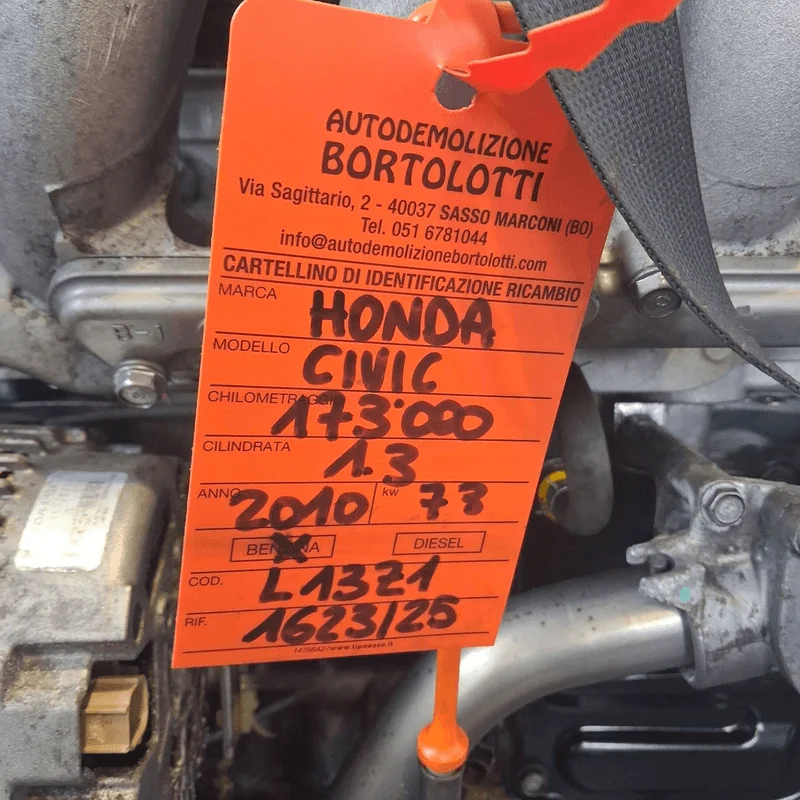 AUTODEMOLIZIONE
BORTOLOTTI
Via Sagittario, 2 - 40037 SASSO MARCONI (BO)
Tel. 051 6781044
info@autodemolizionebortolotti.com
CARTELLINO DI IDENTIFICAZIONE RICAMBIO
MARCA HONDA
MODELLO CIVIC
CHILOMETRAGGIO 173'000
CILINDRATA 1.3
ANNO 2010 kw 73
BENZINA X DIESEL
COD. L13Z1
RIF. 1623/25
B-1